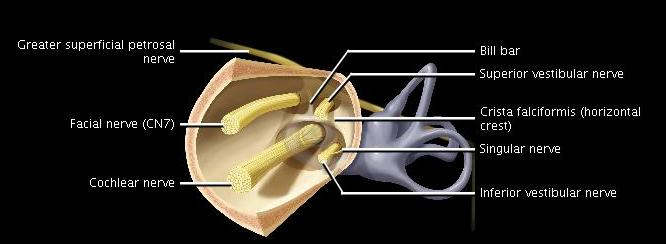 Greater superficial petrosal
nerve
Facial nerve (CN7)
Cochlear nerve
Bill bar
Superior vestibular nerve
Crista falciformis (horizontal
crest)
Singular nerve
Inferior vestibular nerve